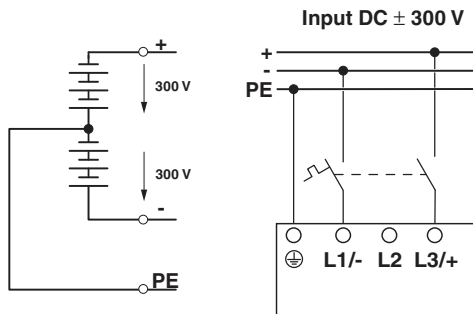 Input DC ± 300 V
+
300 V
300 V
-
PE
+
-
PE
L1/- L2 L3/+